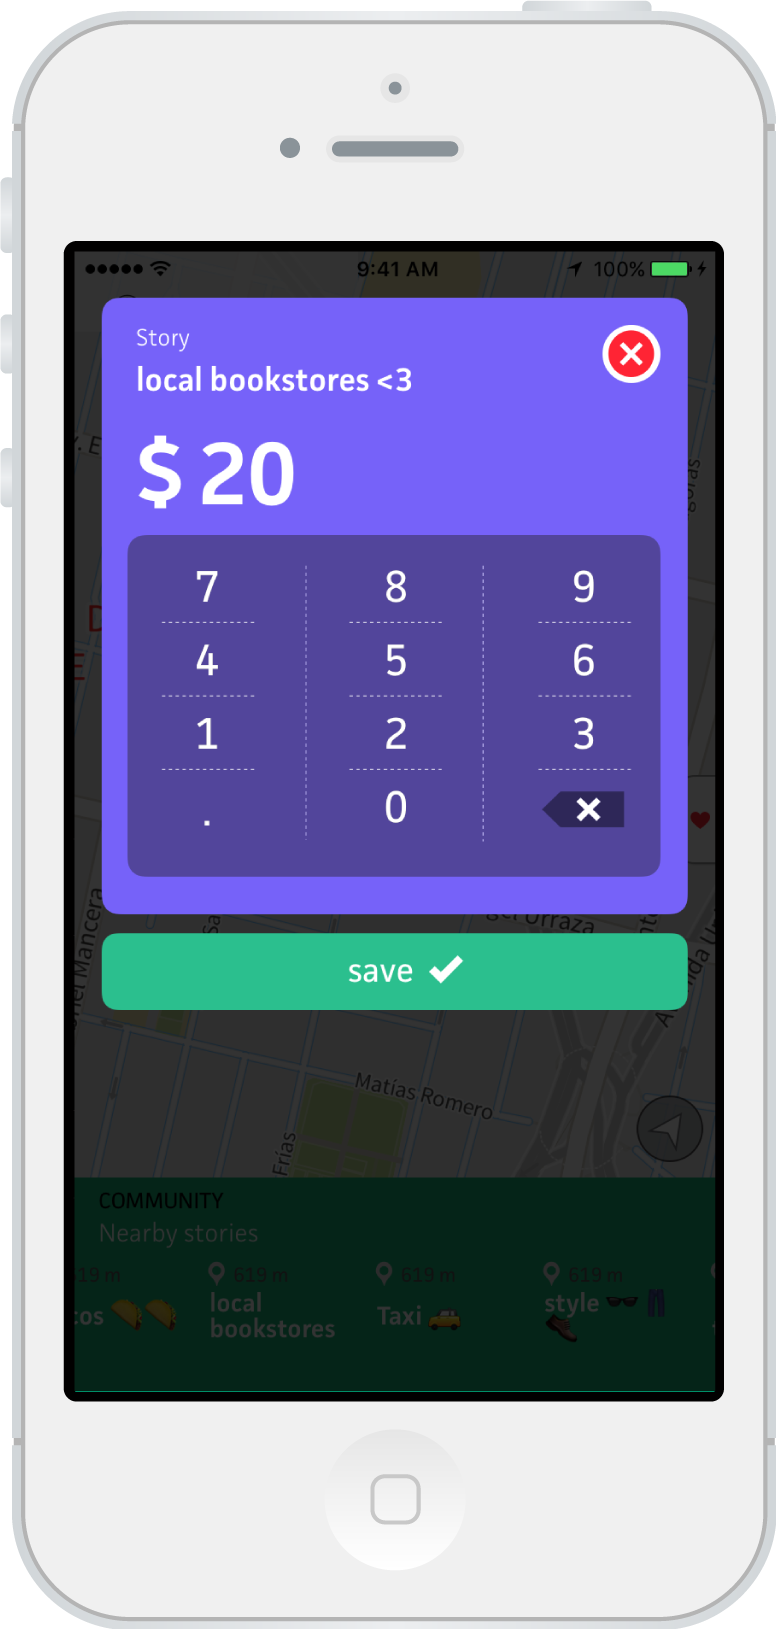 9:41 AM
100%
Story
local bookstores <3
$ 20
7 8 9
4 5 6
1 2 3
. 0
save ✔
Matías Romero
Frías
COMMUNITY
Nearby stories
619 m 619 m 619 m
local bookstores
Taxi 🚕
style 🕶👖👞